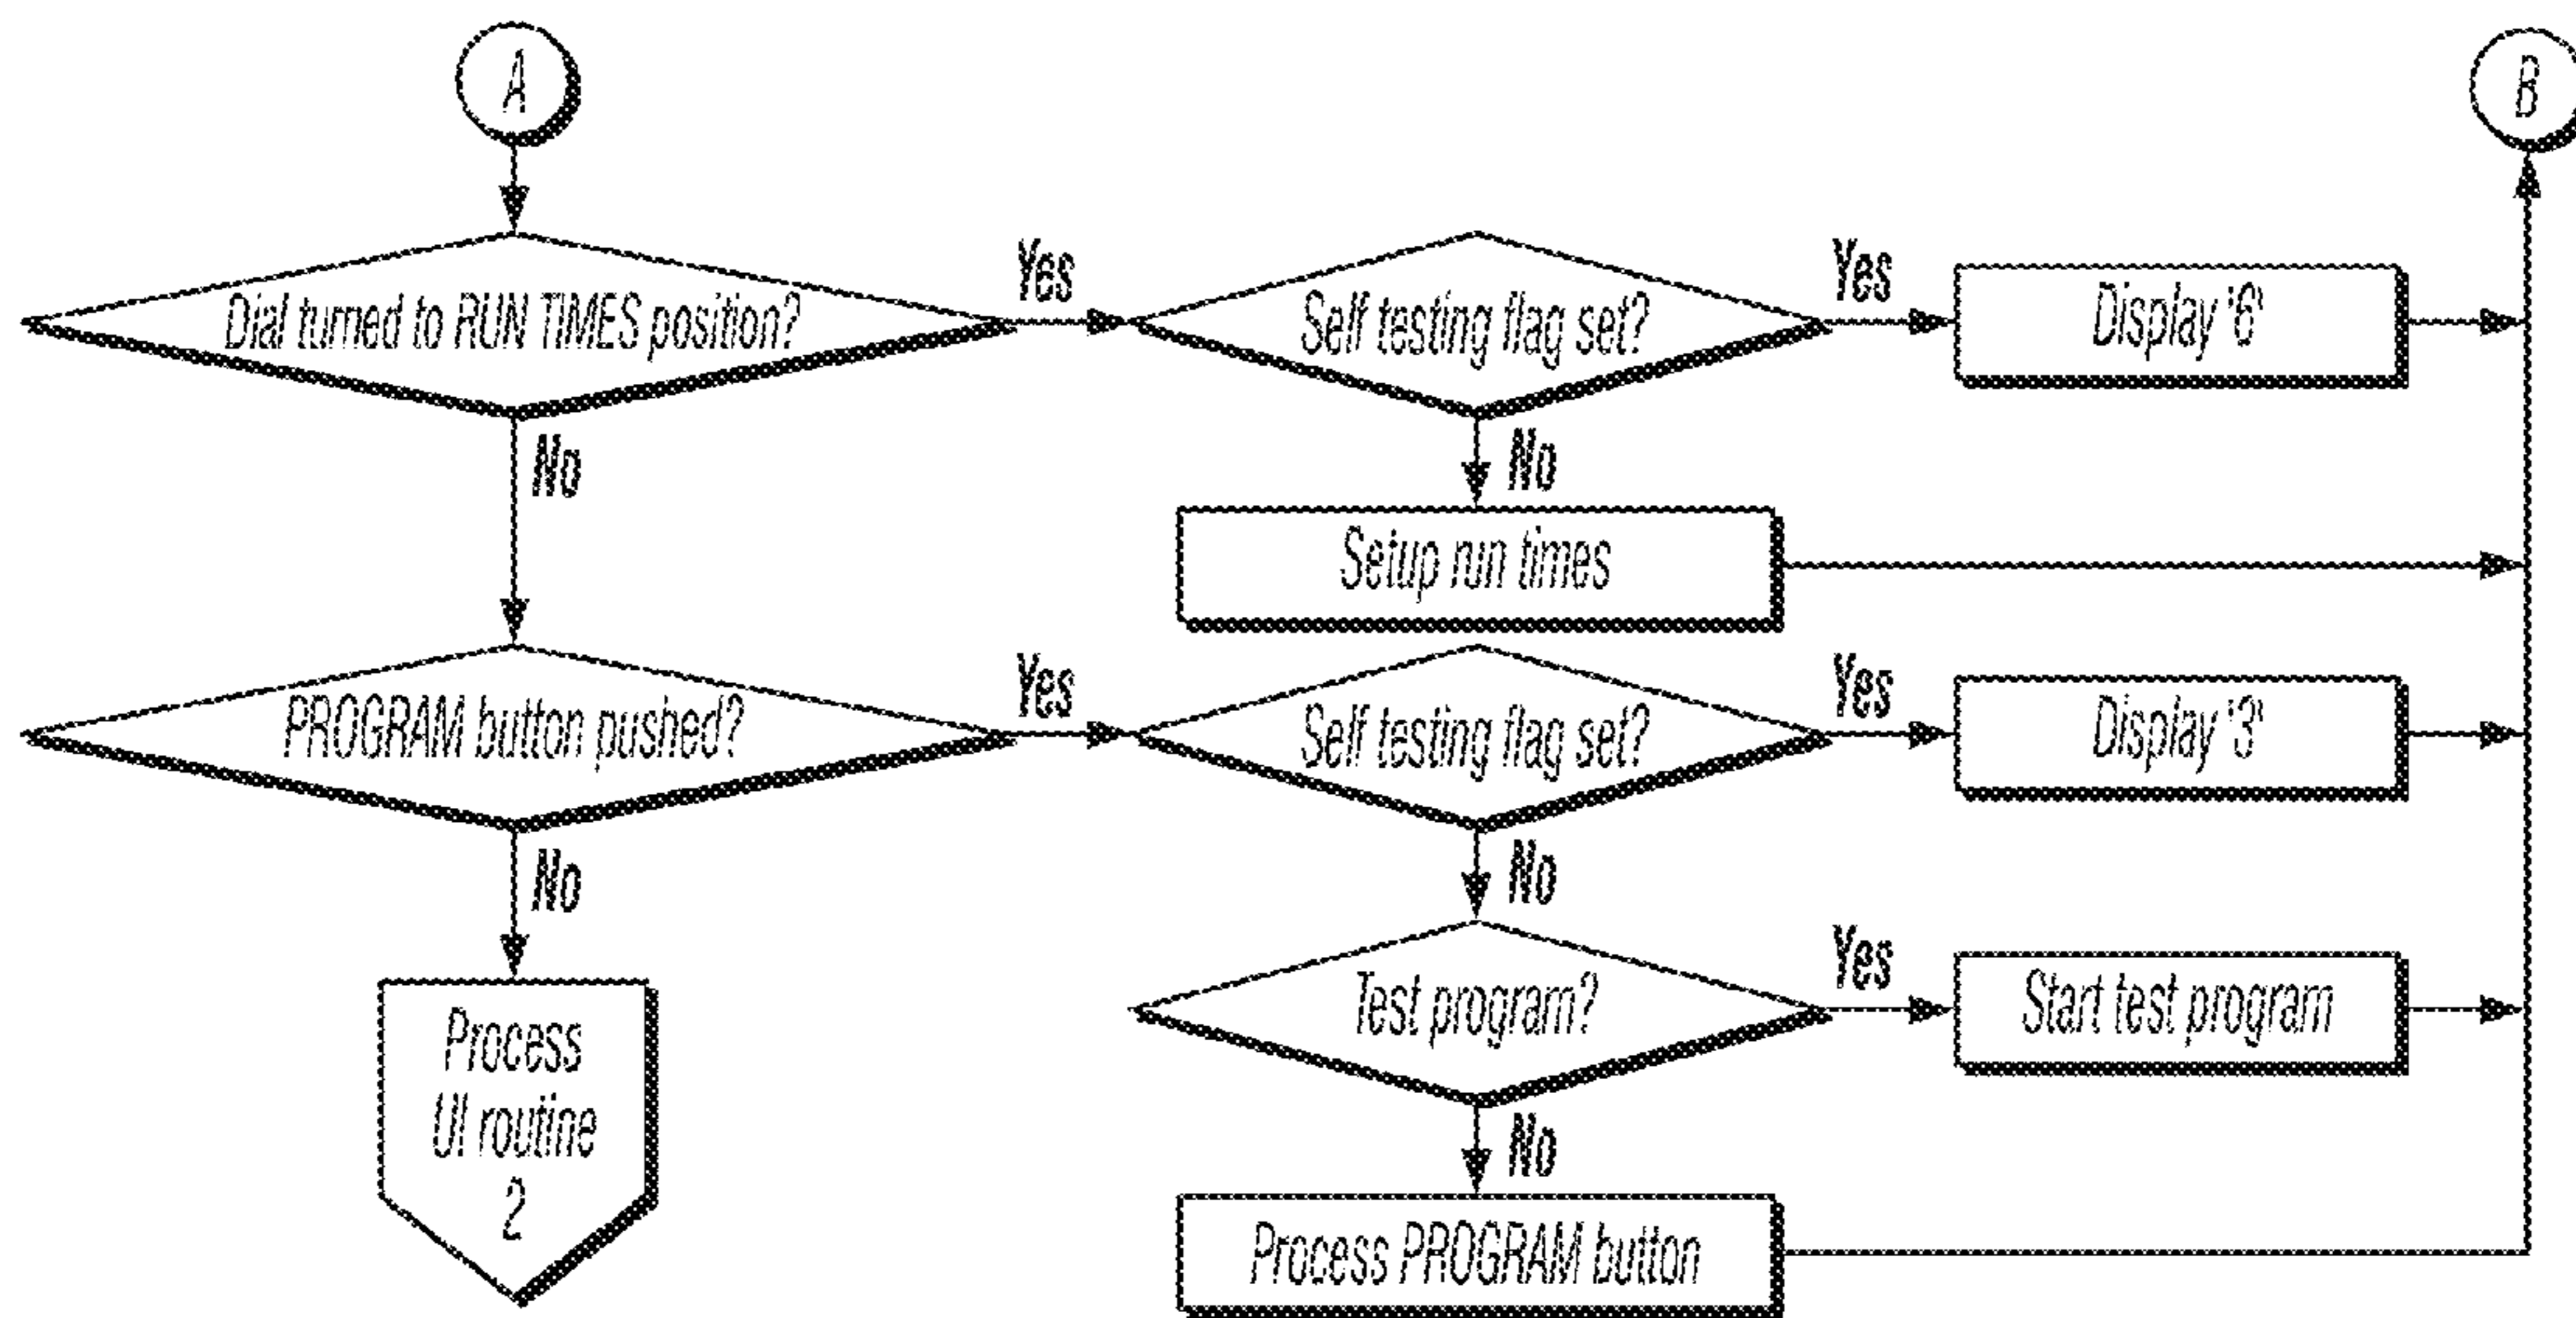 A
B
Dial turned to RUN TIMES position?
Yes
Self testing flag set?
Yes
Display '6'
No
No
Setup run times
PROGRAM button pushed?
Yes
Self testing flag set?
Yes
Display '3'
No
No
Test program?
Yes
Start test program
Process
UI routine
2
No
Process PROGRAM button